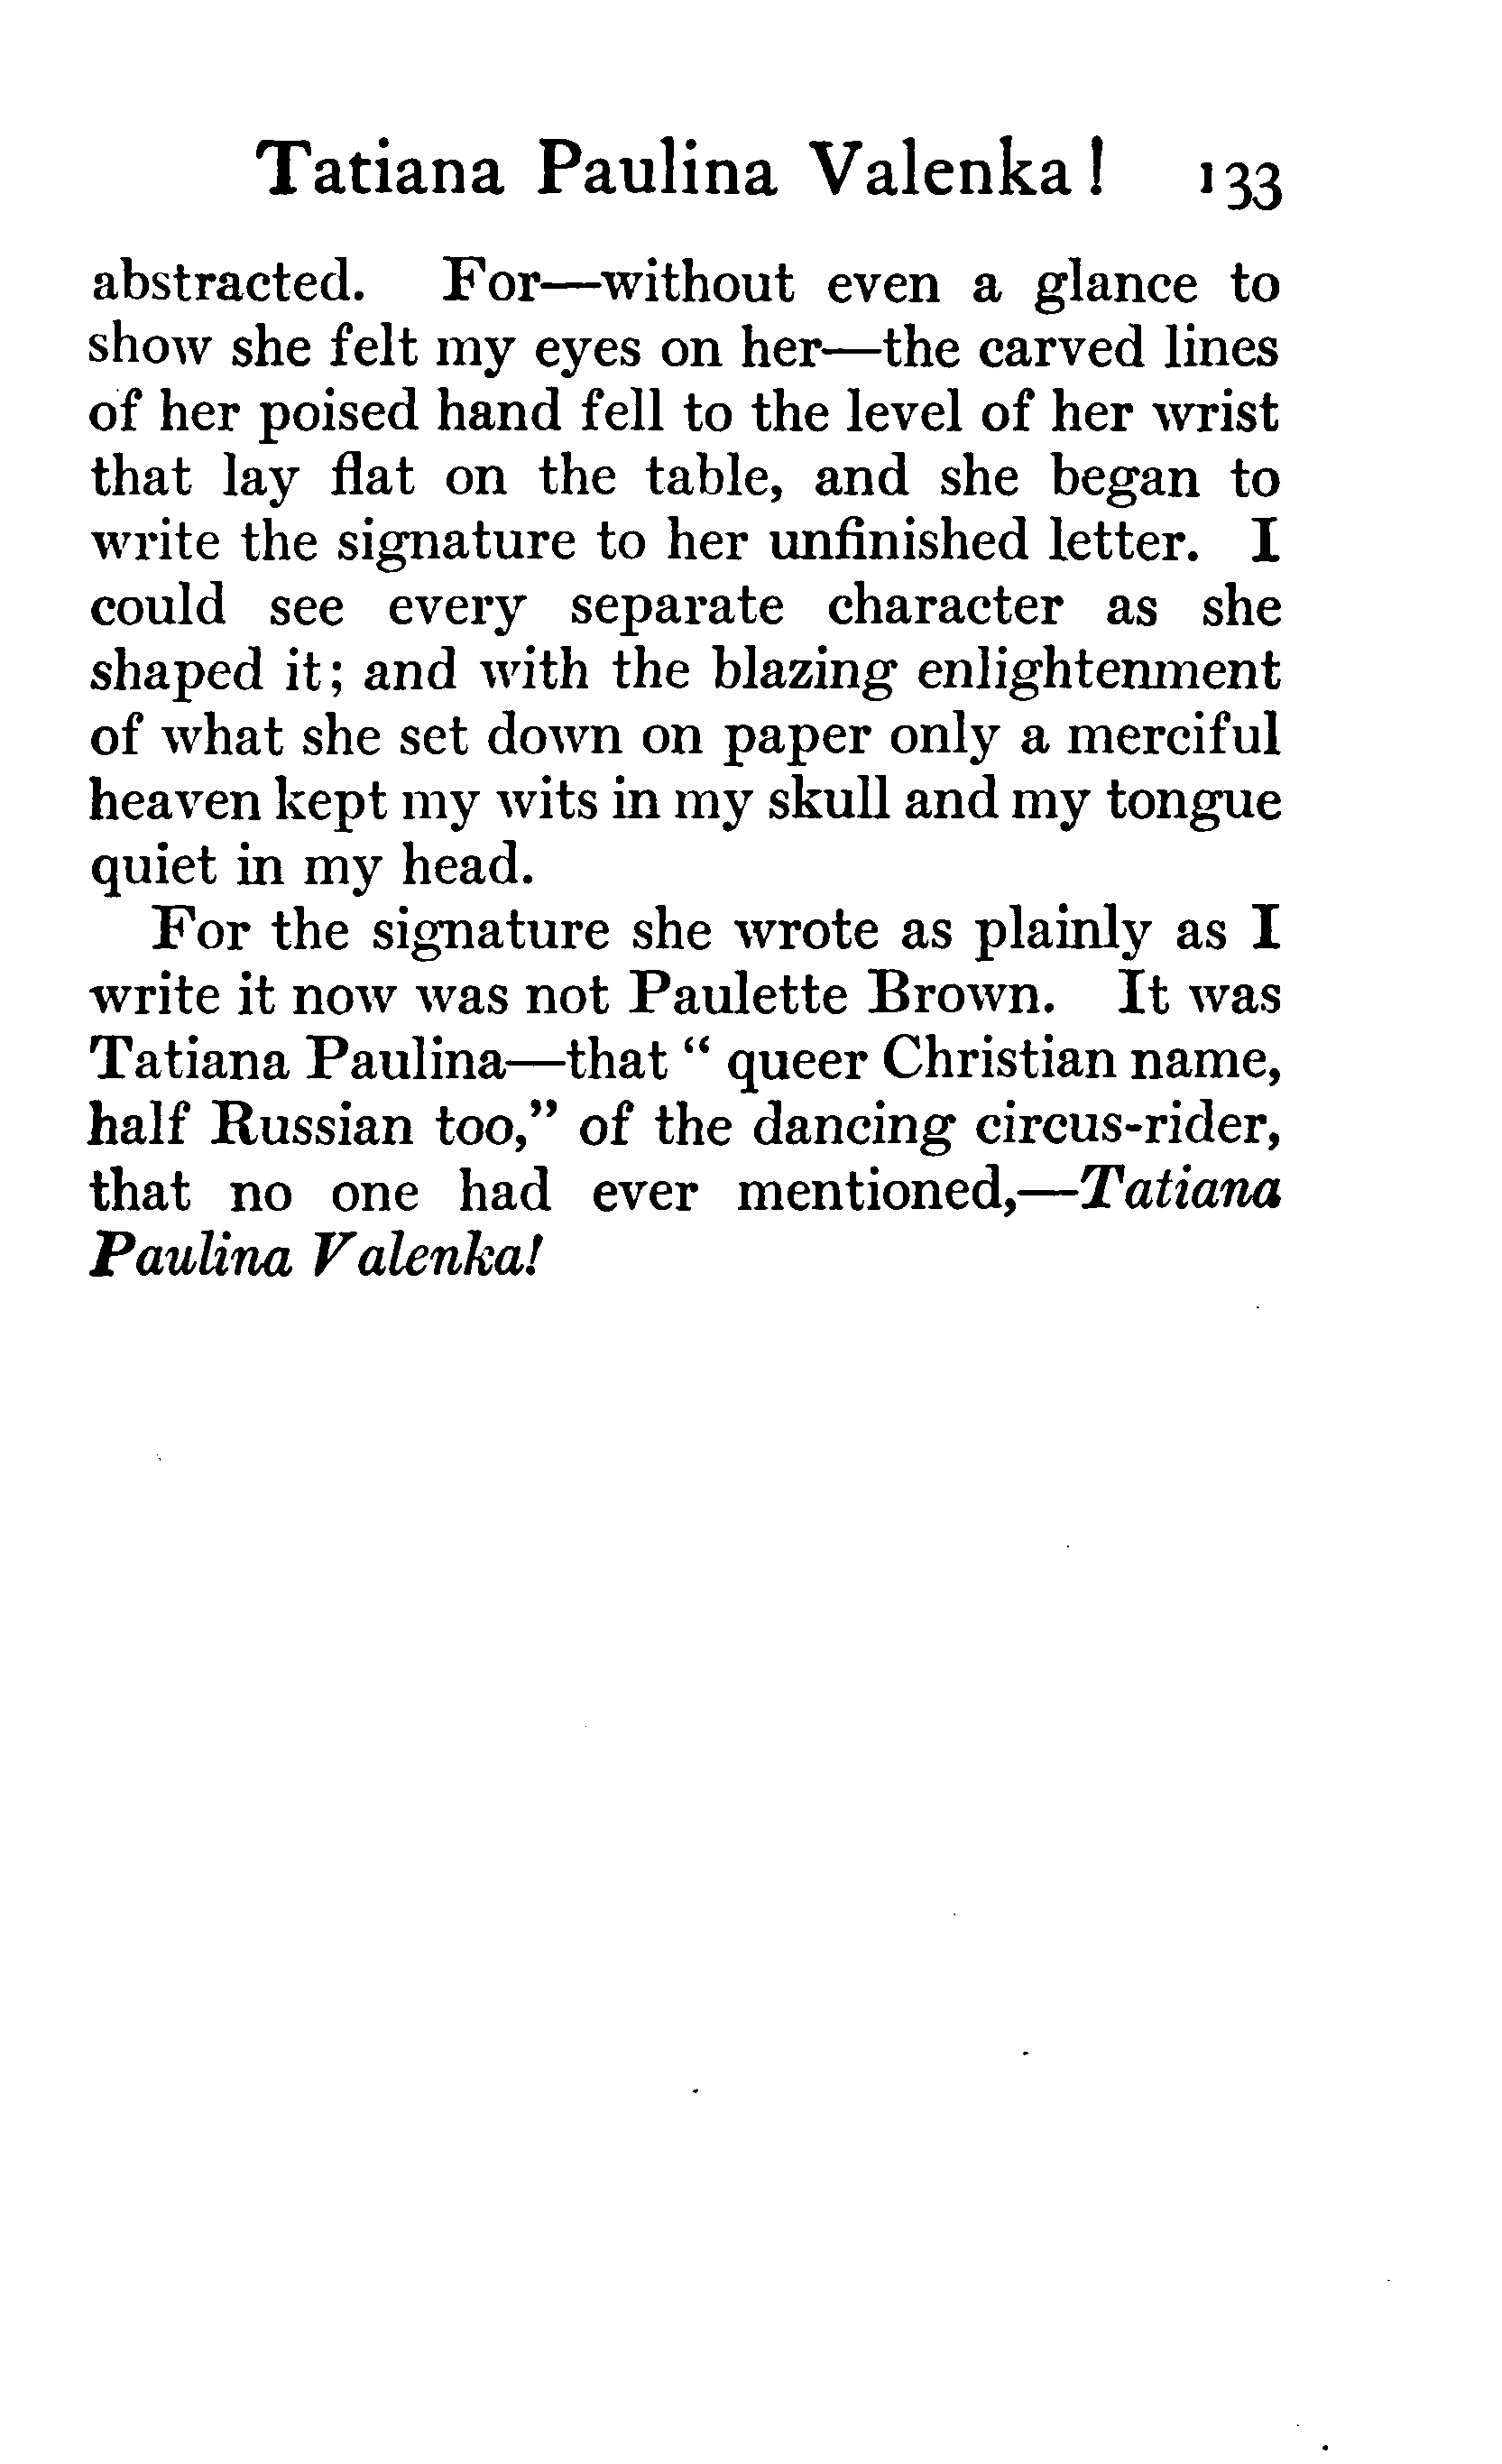 Tatiana Paulina Valenka! 133
abstracted. For—without even a glance to
show she felt my eyes on her—the carved lines
of her poised hand fell to the level of her wrist
that lay flat on the table, and she began to
write the signature to her unfinished letter. I
could see every separate character as she
shaped it; and with the blazing enlightenment
of what she set down on paper only a merciful
heaven kept my wits in my skull and my tongue
quiet in my head.
For the signature she wrote as plainly as I
write it now was not Paulette Brown. It was
Tatiana Paulina—that “ queer Christian name,
half Russian too,” of the dancing circus-rider,
that no one had ever mentioned,—Tatiana
Paulina Valenka!